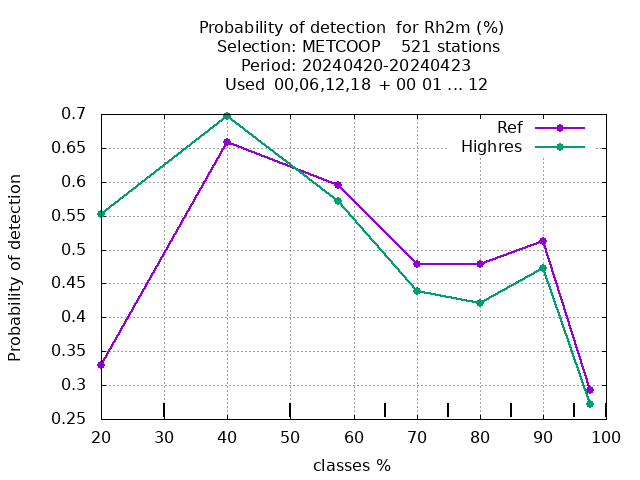 Probability of detection for Rh2m (%)
Selection: METCOOP 521 stations
Period: 20240420-20240423
Used 00,06,12,18 + 00 01 ... 12
Ref
Highres
Probability of detection
0.7
0.65
0.6
0.55
0.5
0.45
0.4
0.35
0.3
0.25
20 30 40 50 60 70 80 90 100
classes %